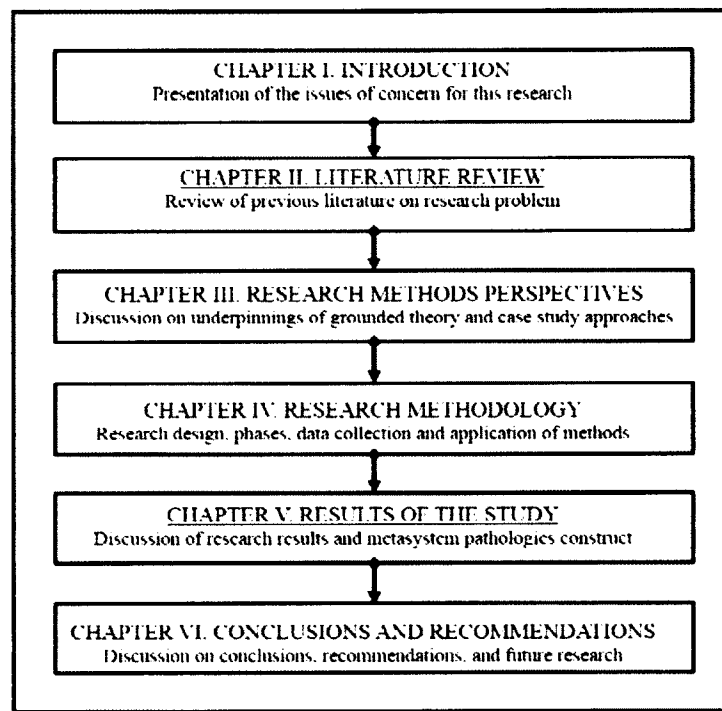 CHAPTER I. INTRODUCTION
Presentation of the issues of concern for this research
CHAPTER II. LITERATURE REVIEW
Review of previous literature on research problem
CHAPTER III. RESEARCH METHODS PERSPECTIVES
Discussion on underpinnings of grounded theory and case study approaches
CHAPTER IV. RESEARCH METHODOLOGY
Research design, phases, data collection and application of methods
CHAPTER V. RESULTS OF THE STUDY
Discussion of research results and metasystem pathologies construct
CHAPTER VI. CONCLUSIONS AND RECOMMENDATIONS
Discussion on conclusions, recommendations, and future research